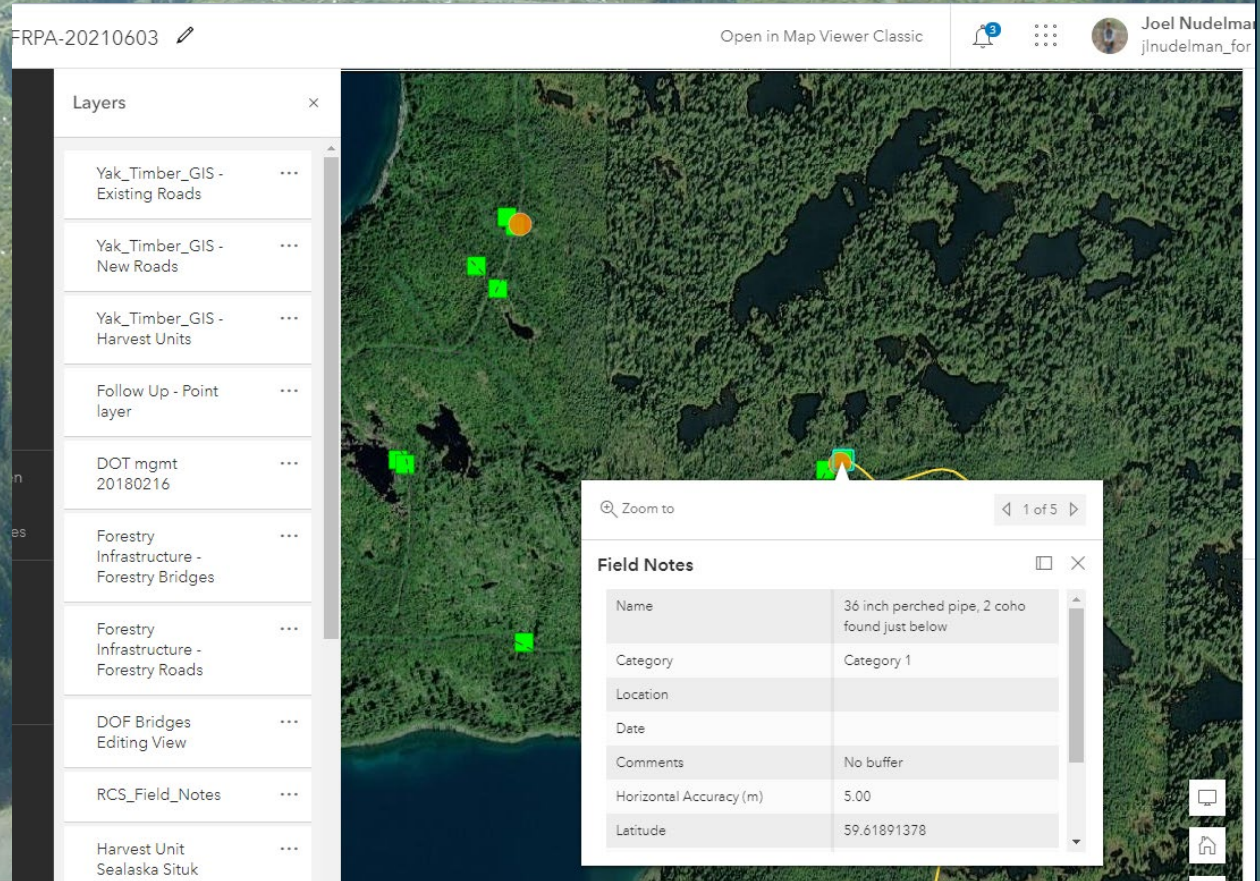 FRPA-20210603
Open in Map Viewer Classic
3
Joel Nudelma
jlnudelman_for
Layers
Yak_Timber_GIS -
Existing Roads
Yak_Timber_GIS -
New Roads
Yak_Timber_GIS -
Harvest Units
Follow Up - Point
layer
DOT mgmt
20180216
Forestry
Infrastructure -
Forestry Bridges
Forestry
Infrastructure -
Forestry Roads
DOF Bridges
Editing View
RCS_Field_Notes
Harvest Unit
Sealaska Situk
n
es
Zoom to
1 of 5
Field Notes
Name
36 inch perched pipe, 2 coho
found just below
Category
Category 1
Location
Date
Comments
No buffer
Horizontal Accuracy (m)
5.00
Latitude
59.61891378